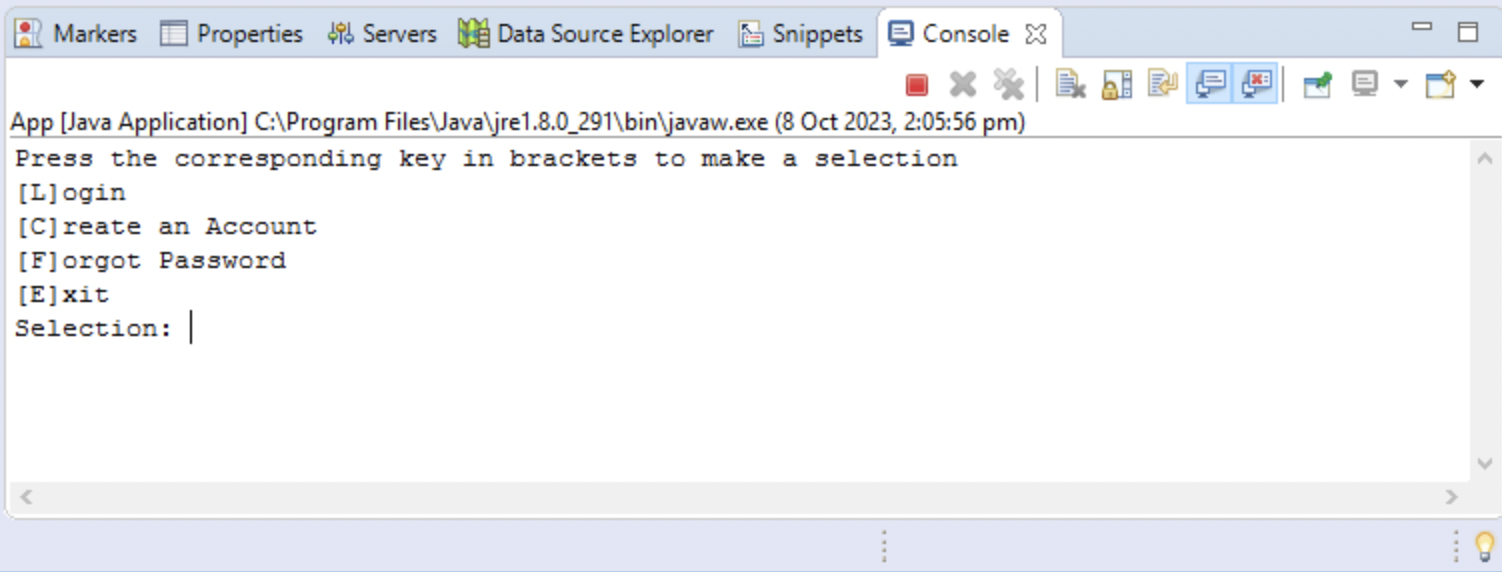 Markers Properties Servers Data Source Explorer Snippets Console
App [Java Application] C:\Program Files\Java\jre1.8.0_291\bin\javaw.exe (8 Oct 2023, 2:05:56 pm)
Press the corresponding key in brackets to make a selection
[L]ogin
[C]reate an Account
[F]orgot Password
[E]xit
Selection: